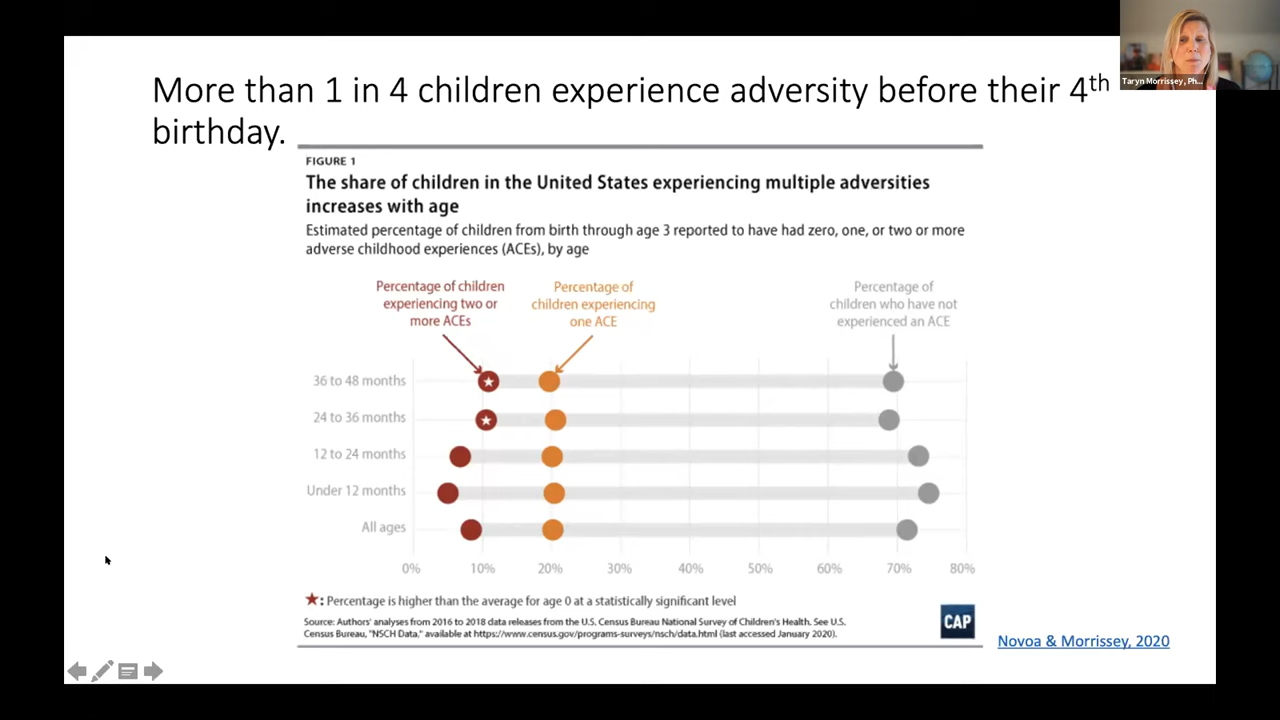 Taryn Morrissey, Ph...
More than 1 in 4 children experience adversity before their 4th
birthday.
FIGURE 1
The share of children in the United States experiencing multiple adversities
increases with age
Estimated percentage of children from birth through age 3 reported to have had zero, one, or two or more
adverse childhood experiences (ACEs), by age
Percentage of children
experiencing two or
more ACEs
Percentage of
children experiencing
one ACE
Percentage of
children who have not
experienced an ACE
36 to 48 months
24 to 36 months
12 to 24 months
Under 12 months
All ages
0% 10% 20% 30% 40% 50% 60% 70% 80%
★: Percentage is higher than the average for age 0 at a statistically significant level
Source: Authors' analyses from 2016 to 2018 data releases from the U.S. Census Bureau National Survey of Children's Health. See U.S.
Census Bureau, "NSCH Data," available at https://www.census.gov/programs-surveys/nsch/data.html (last accessed January 2020).
CAP
Novoa & Morrissey, 2020